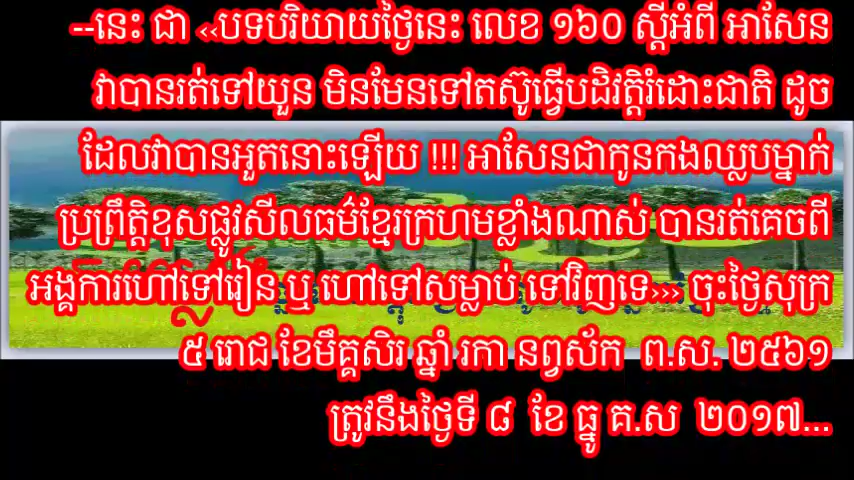 --នេះ ជា ‹‹បទបរិយាយថ្ងៃនេះ លេខ ១៦០ ស្តីអំពី អាសែន
វាបានរត់ទៅយួន មិនមែនទៅតស៊ូធ្វើបដិវត្តិរំដោះជាតិ ដូច
ដែលវាបានអួតនោះឡើយ !!! អាសែនជាកូនកងឈ្លបម្នាក់
ប្រព្រឹត្តិខុសផ្លូវសីលធម៌ខ្មែរក្រហមខ្លាំងណាស់ បានរត់គេចពី
អង្គការហៅទៅរៀន ឬ ហៅទៅសម្លាប់ ទៅវិញទេ››› ចុះថ្ងៃសុក្រ
៥ រោជ ខែមឹគ្គសិរ ឆ្នាំ រកា នព្វស័ក ព.ស. ២៥៦១
ត្រូវនឹងថ្ងៃទី ៨ ខែ ធ្នូ គ.ស ២០១៧...